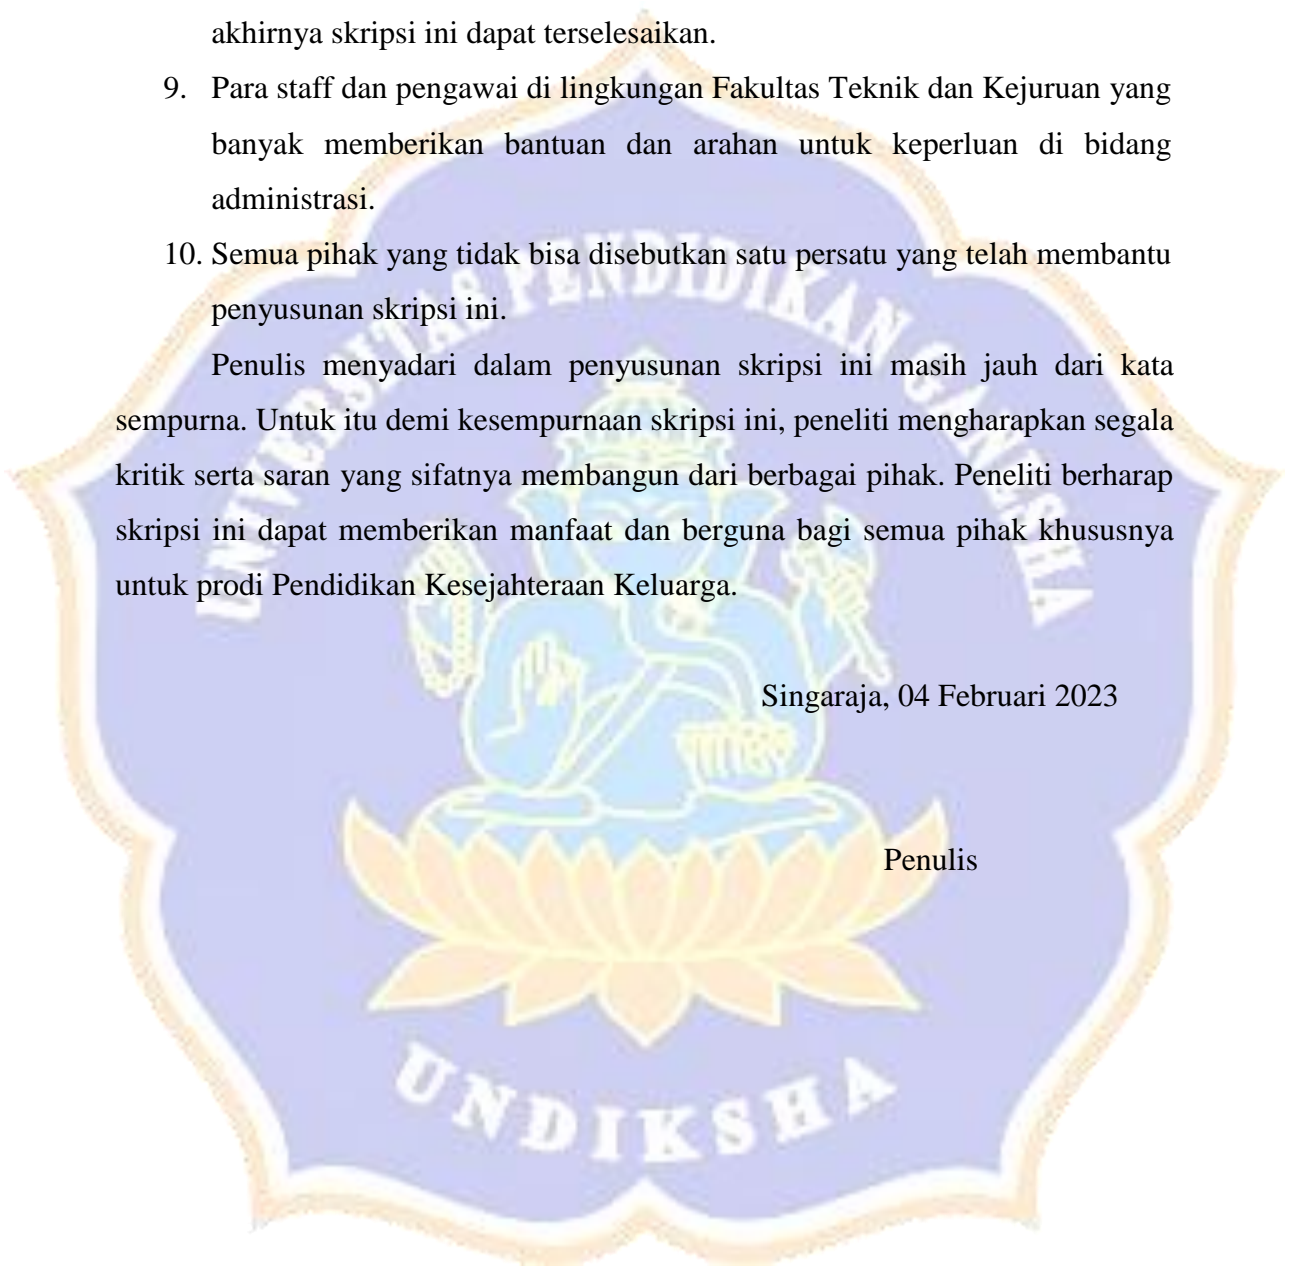 akhirnya skripsi ini dapat terselesaikan.
9. Para staff dan pengawai di lingkungan Fakultas Teknik dan Kejuruan yang
banyak memberikan bantuan dan arahan untuk keperluan di bidang
administrasi.
10. Semua pihak yang tidak bisa disebutkan satu persatu yang telah membantu
penyusunan skripsi ini.
Penulis menyadari dalam penyusunan skripsi ini masih jauh dari kata
sempurna. Untuk itu demi kesempurnaan skripsi ini, peneliti mengharapkan segala
kritik serta saran yang sifatnya membangun dari berbagai pihak. Peneliti berharap
skripsi ini dapat memberikan manfaat dan berguna bagi semua pihak khususnya
untuk prodi Pendidikan Kesejahteraan Keluarga.
Singaraja, 04 Februari 2023
Penulis
UNIVERSITAS PENDIDIKAN GANESHA
UNDIKSHA